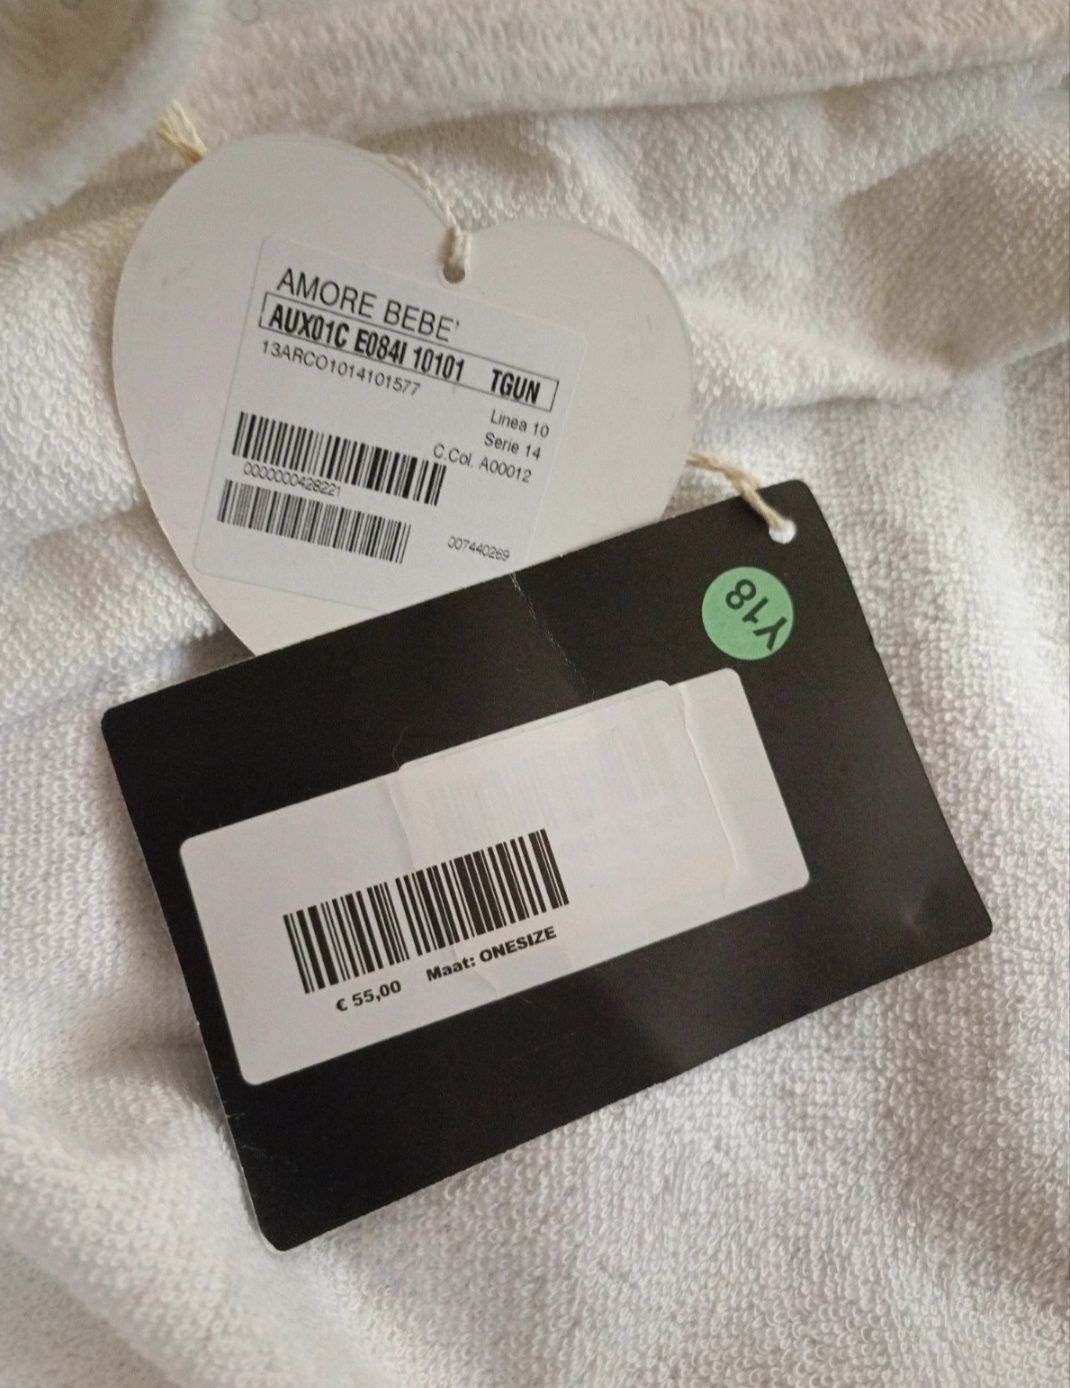 AMORE BEBE'
AUX01C E084I 10101 TGUN
13ARCO1014101577
Linea 10
Serie 14
C.Col. A00012
0000000428221
007440269
Y18
€ 55,00 Maat: ONESIZE